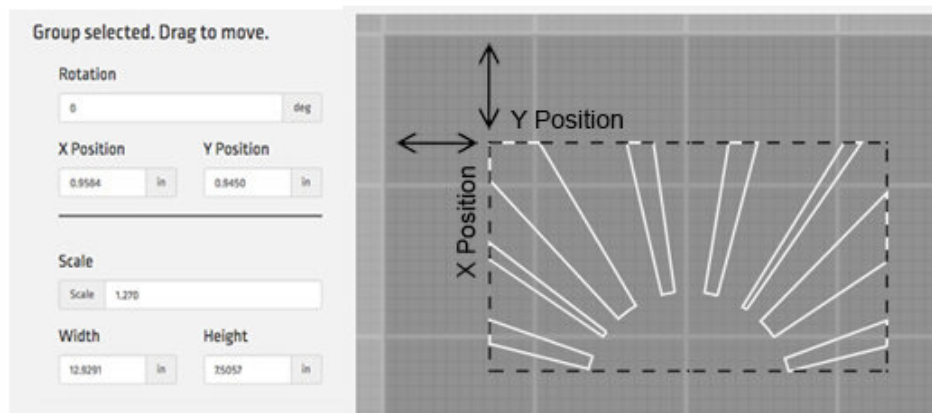 Group selected. Drag to move.
Rotation
0 deg
X Position Y Position
0.9584 in 0.9450 in
Scale
Scale 1.270
Width Height
12.9291 in 7.5057 in
Y Position
X Position